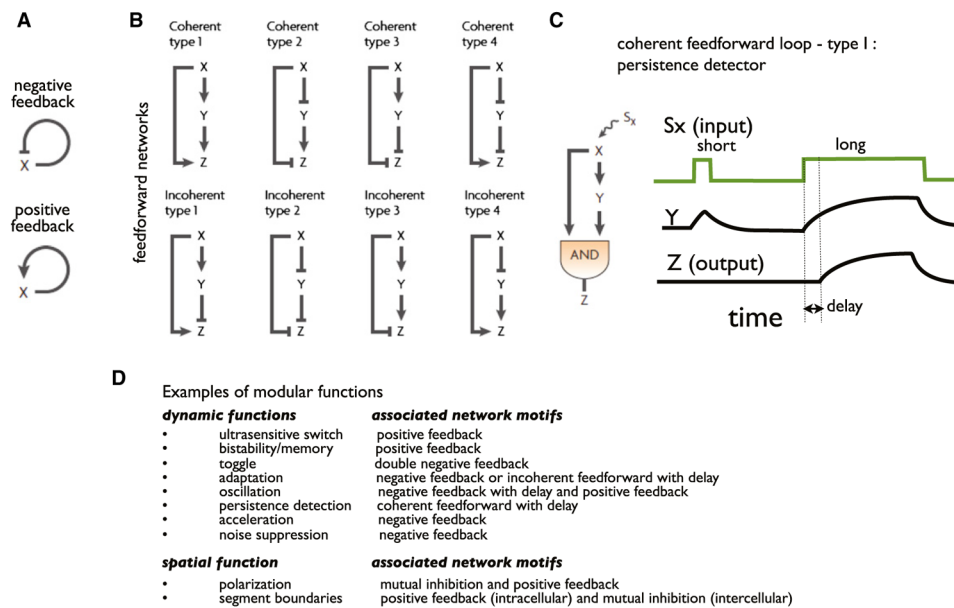 A
negative
feedback
X
positive
feedback
X
B
feedforward networks
Coherent
type 1
X
Y
Z
Coherent
type 2
X
Y
Z
Coherent
type 3
X
Y
Z
Coherent
type 4
X
Y
Z
Incoherent
type 1
X
Y
Z
Incoherent
type 2
X
Y
Z
Incoherent
type 3
X
Y
Z
Incoherent
type 4
X
Y
Z
C
coherent feedforward loop - type I :
persistence detector
Sx
X
Y
AND
Z
Sx (input)
short
long
Y
Z (output)
time
delay
D
Examples of modular functions
dynamic functions associated network motifs
• ultrasensitive switch positive feedback
• bistability/memory positive feedback
• toggle double negative feedback
• adaptation negative feedback or incoherent feedforward with delay
• oscillation negative feedback with delay and positive feedback
• persistence detection coherent feedforward with delay
• acceleration negative feedback
• noise suppression negative feedback
spatial function associated network motifs
• polarization mutual inhibition and positive feedback
• segment boundaries positive feedback (intracellular) and mutual inhibition (intercellular)